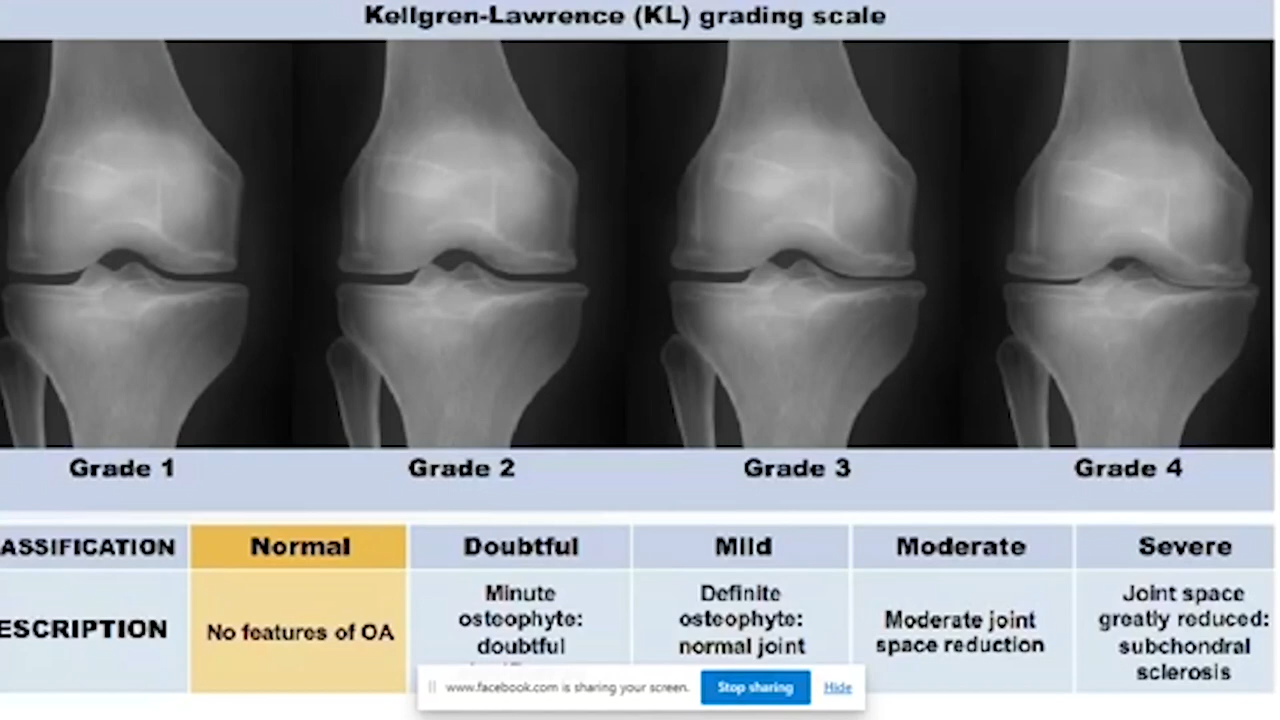 Kellgren-Lawrence (KL) grading scale
Grade 1 Grade 2 Grade 3 Grade 4
ASSIFICATION Normal Doubtful Mild Moderate Severe
ESCRIPTION
No features of OA
Minute
osteophyte:
doubtful
Definite
osteophyte:
normal joint
Moderate joint
space reduction
Joint space
greatly reduced:
subchondral
sclerosis
www.facebook.com is sharing your screen.
Stop sharing
Hide